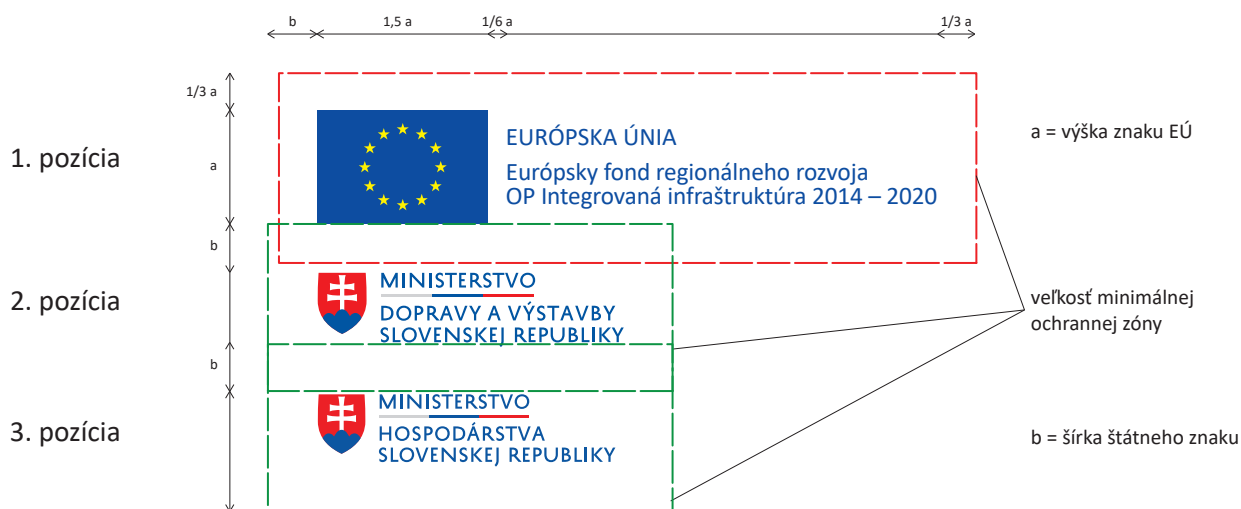 b
1,5 a
1/6 a
1/3 a
1/3 a
1. pozícia
a
EURÓPSKA ÚNIA
Európsky fond regionálneho rozvoja
OP Integrovaná infraštruktúra 2014 – 2020
a = výška znaku EÚ
b
2. pozícia
MINISTERSTVO
DOPRAVY A VÝSTAVBY
SLOVENSKEJ REPUBLIKY
veľkosť minimálnej
ochrannej zóny
b
3. pozícia
MINISTERSTVO
HOSPODÁRSTVA
SLOVENSKEJ REPUBLIKY
b = šírka štátneho znaku